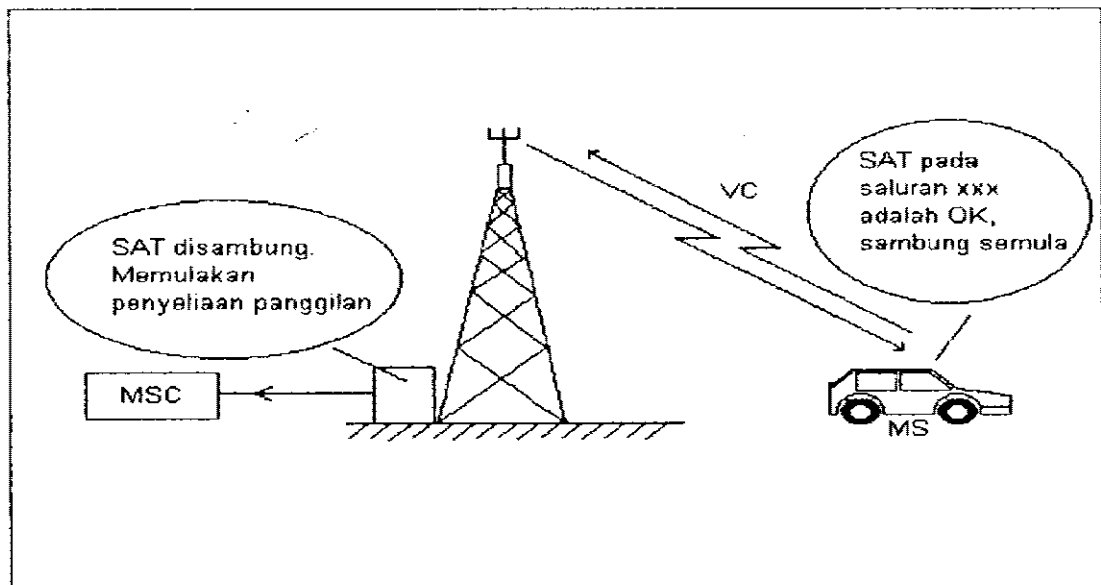 SAT disambung.
Memulakan
penyeliaan panggilan
MSC
VC
SAT pada
saluran xxx
adalah OK,
sambung semula
MS